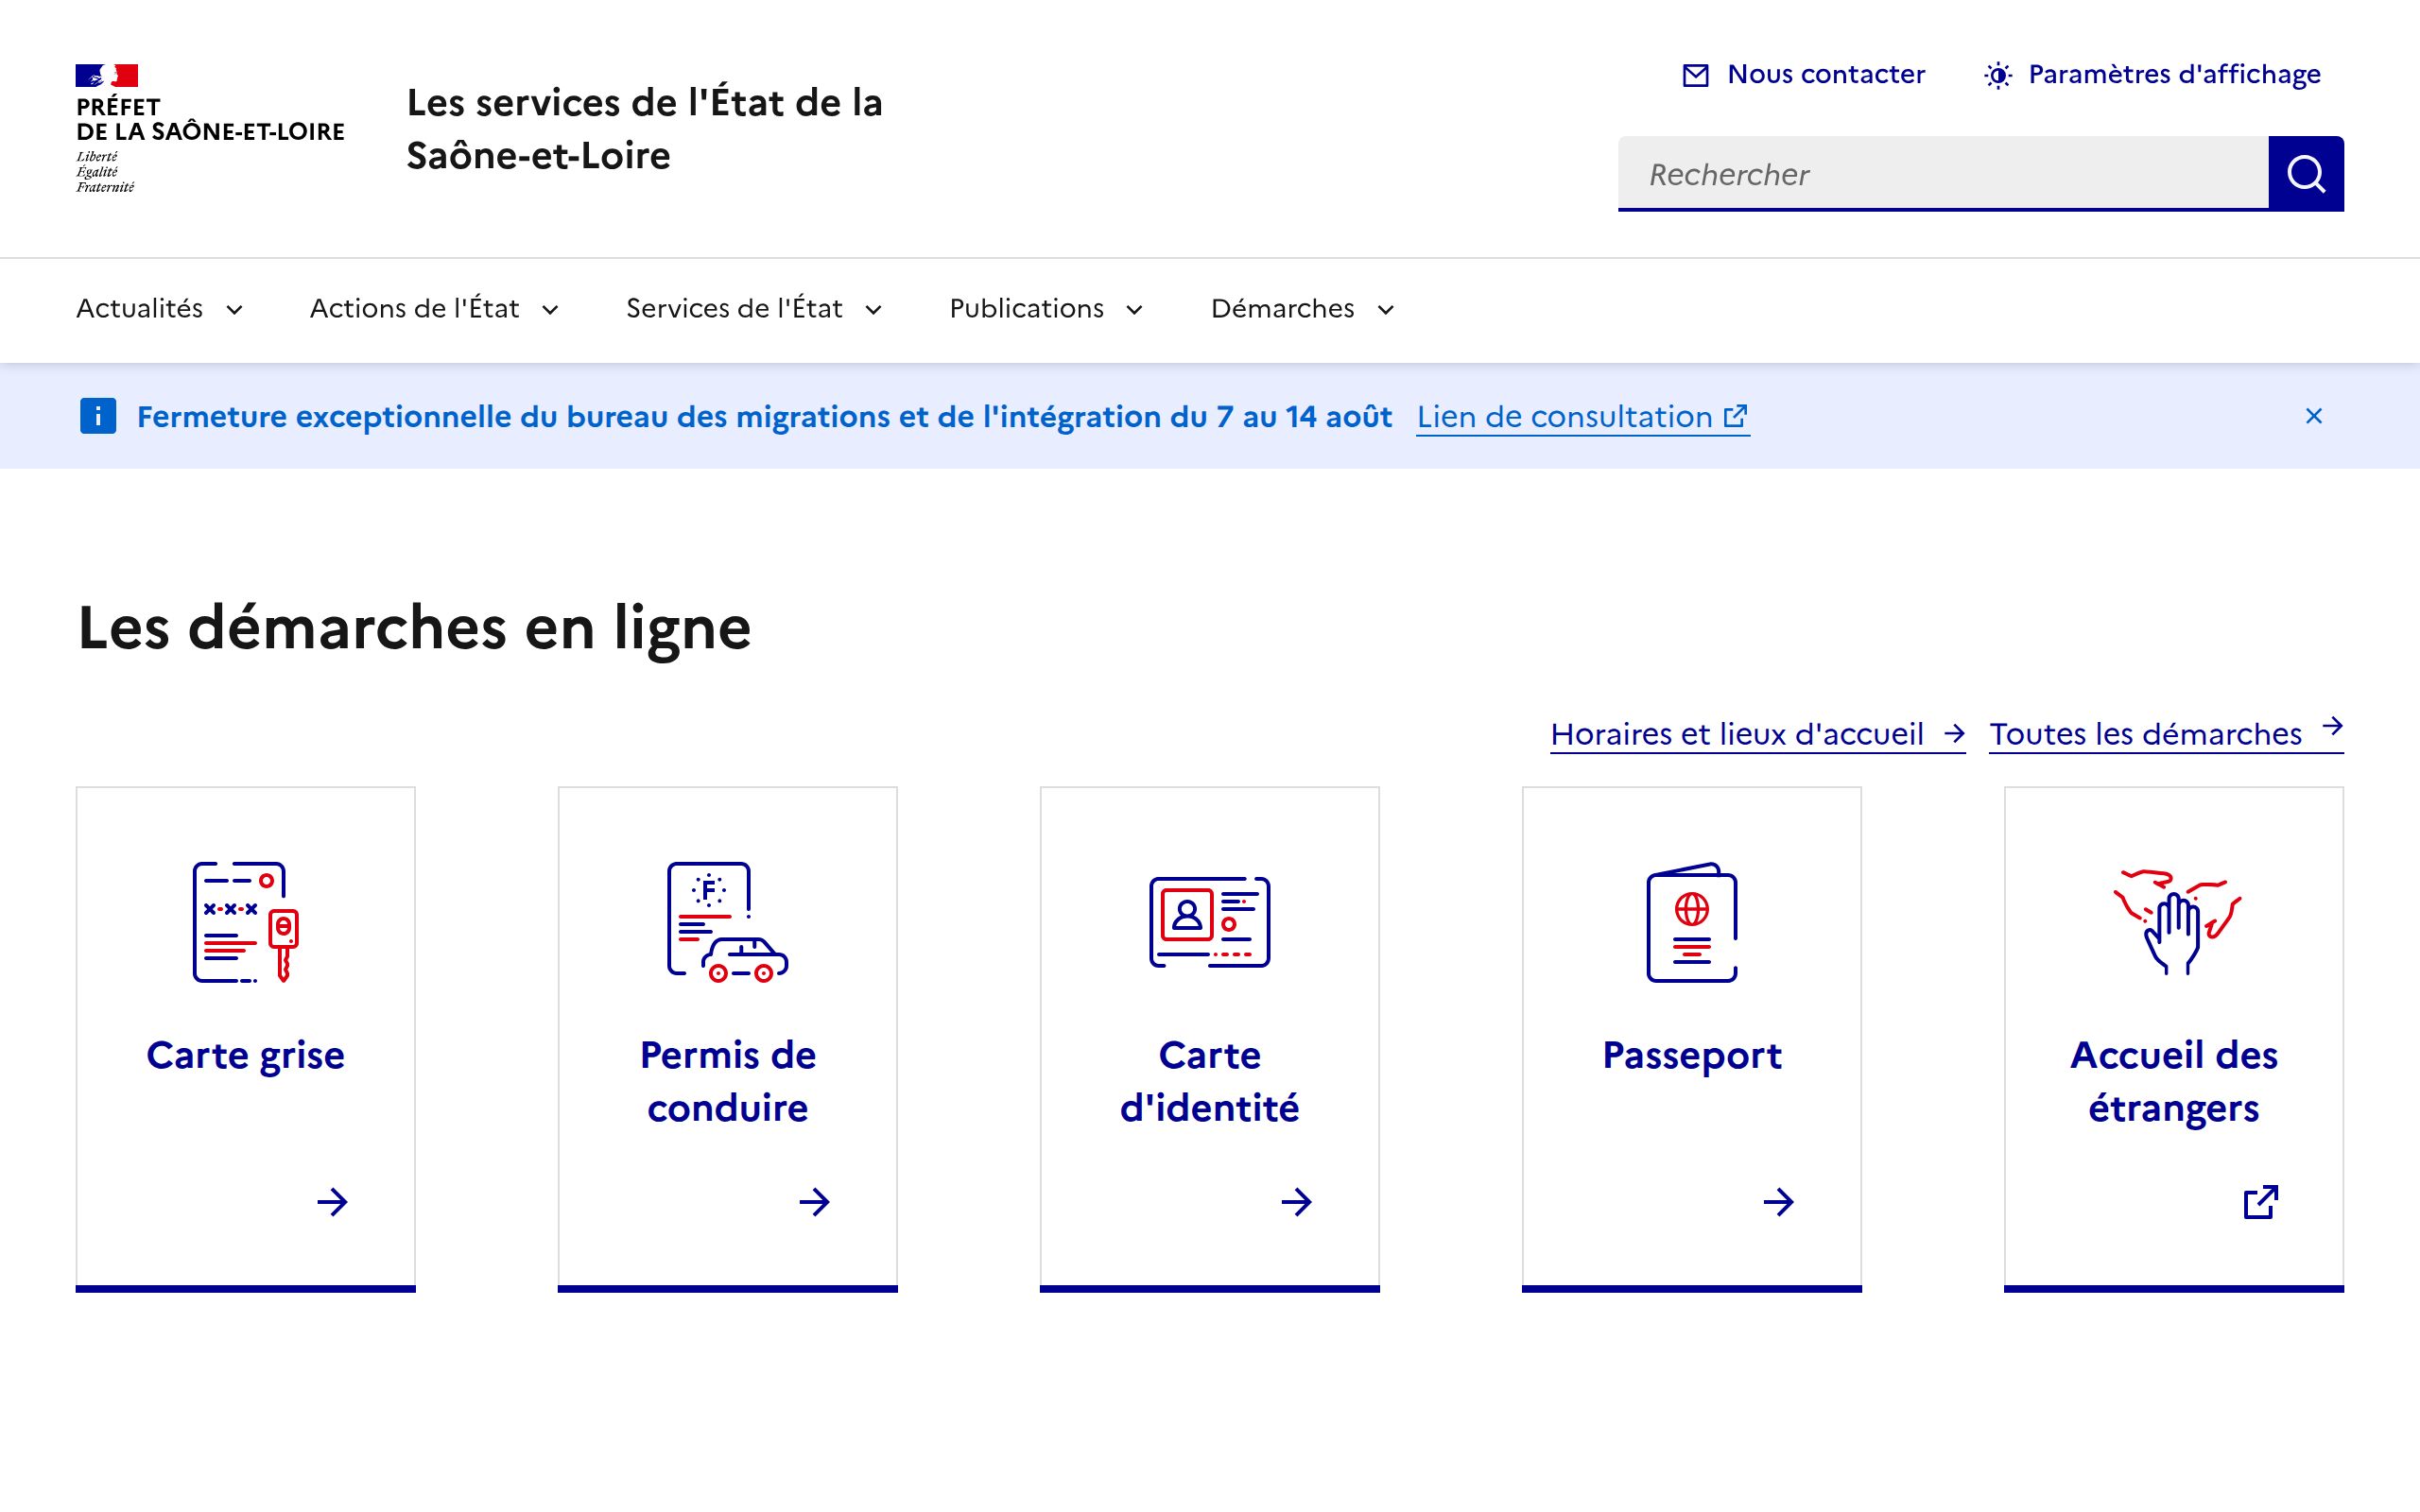 PRÉFET
DE LA SAÔNE-ET-LOIRE
Liberté
Égalité
Fraternité
Les services de l'État de la
Saône-et-Loire
Nous contacter
Paramètres d'affichage
Rechercher
Actualités
Actions de l'État
Services de l'État
Publications
Démarches
Fermeture exceptionnelle du bureau des migrations et de l'intégration du 7 au 14 août Lien de consultation
Les démarches en ligne
Horaires et lieux d'accueil
Toutes les démarches
F
Carte grise
Permis de
conduire
Carte
d'identité
Passeport
Accueil des
étrangers